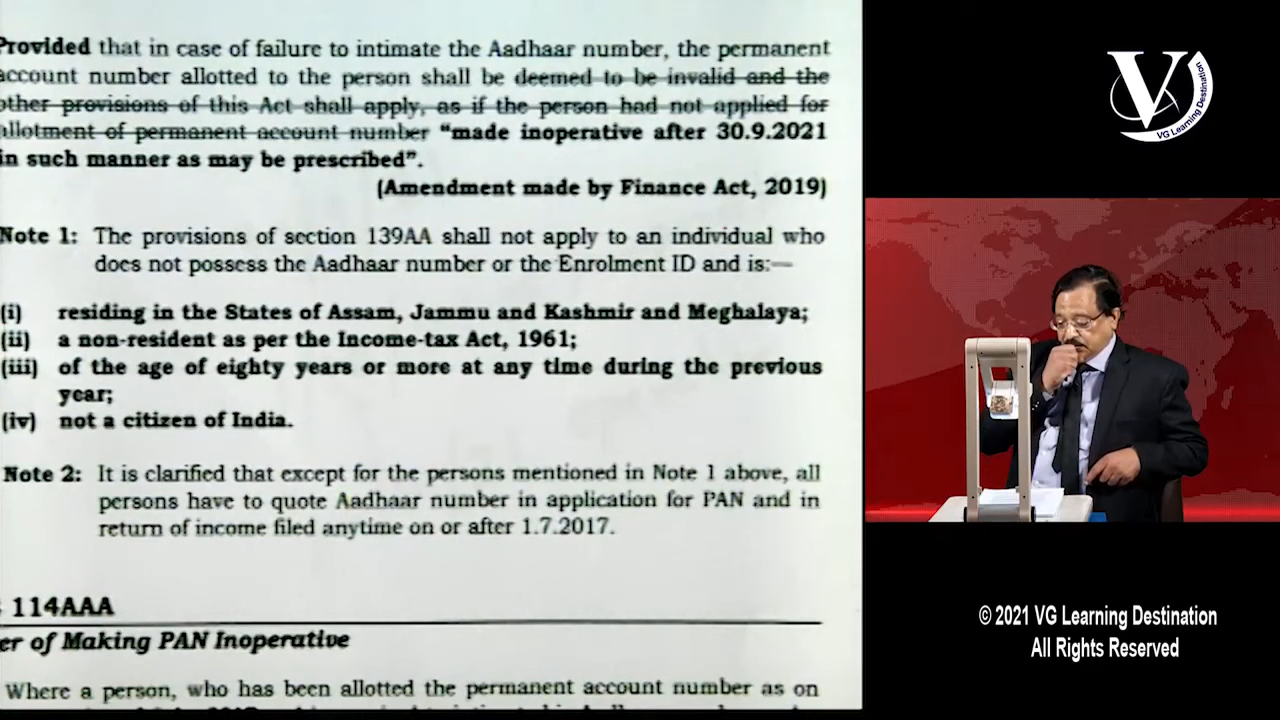 Provided that in case of failure to intimate the Aadhaar number, the permanent
account number allotted to the person shall be deemed to be invalid and the
other provisions of this Act shall apply, as if the person had not applied for
allotment of permanent account number "made inoperative after 30.9.2021
in such manner as may be prescribed".
(Amendment made by Finance Act, 2019)
Note 1: The provisions of section 139AA shall not apply to an individual who
does not possess the Aadhaar number or the Enrolment ID and is:—
(i) residing in the States of Assam, Jammu and Kashmir and Meghalaya;
(ii) a non-resident as per the Income-tax Act, 1961;
(iii) of the age of eighty years or more at any time during the previous
year;
(iv) not a citizen of India.
Note 2: It is clarified that except for the persons mentioned in Note 1 above, all
persons have to quote Aadhaar number in application for PAN and in
return of income filed anytime on or after 1.7.2017.
114AAA
er of Making PAN Inoperative
Where a person, who has been allotted the permanent account number as on
V
VG Learning Destination
© 2021 VG Learning Destination
All Rights Reserved